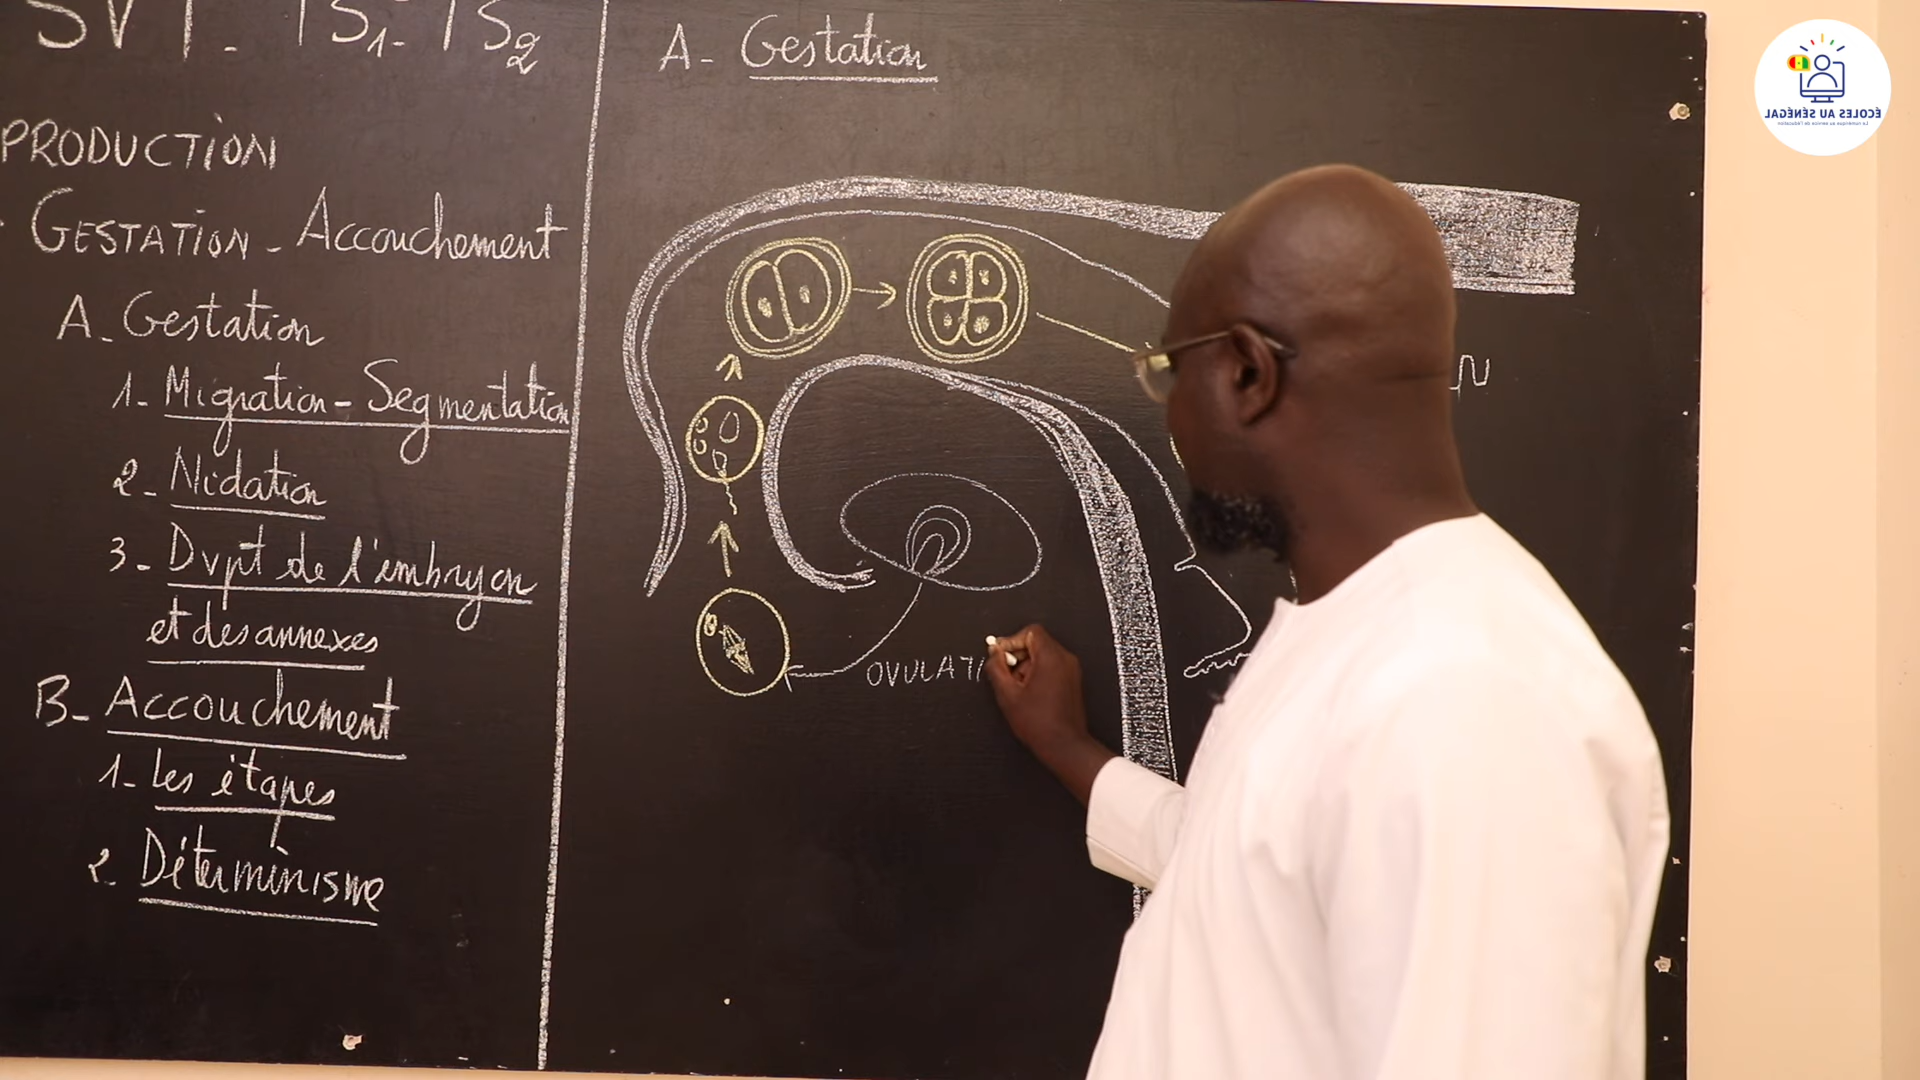 SVT - TS1 - TS2
PRODUCTION
GESTATION - Accouchement
A - Gestation
1 - Migration - Segmentation
2 - Nidation
3 - Dvpt de l'embryon
et des annexes
B - Accouchement
1 - Les étapes
2 - Déterminisme
A - Gestation
OVULATI
ÉCOLES AU SÉNÉGAL